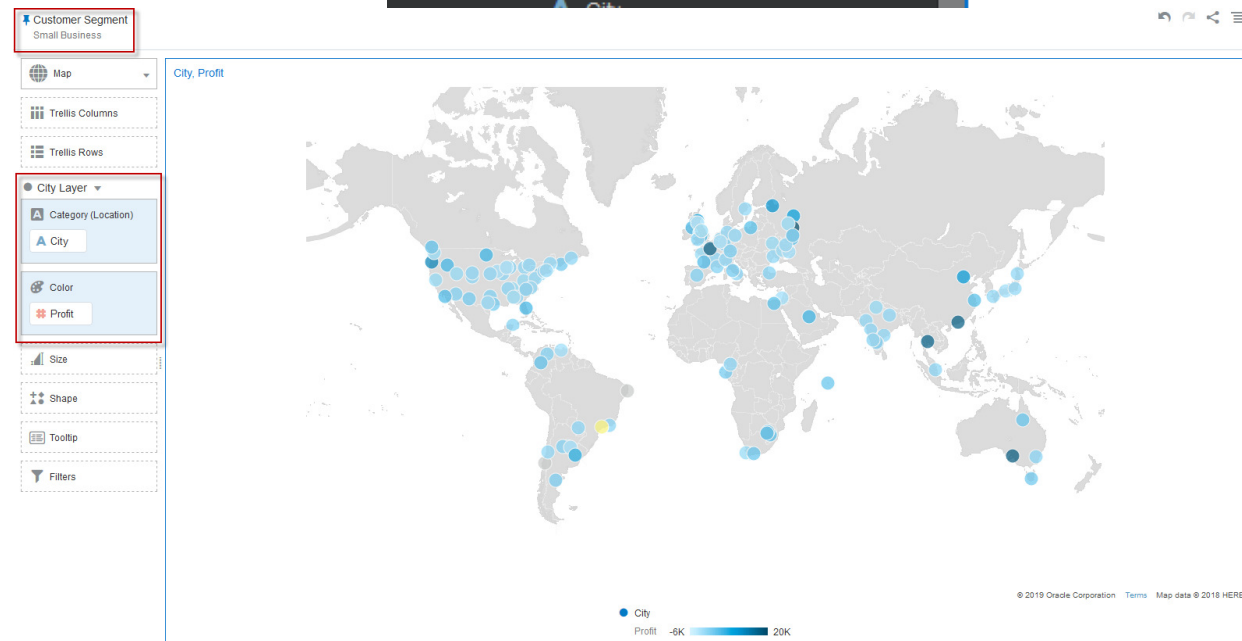 City
Customer Segment
Small Business
Map
City, Profit
Trellis Columns
Trellis Rows
City Layer
A Category (Location)
A City
Color
# Profit
Size
Shape
Tooltip
Filters
© 2019 Oracle Corporation Terms Map data © 2018 HERE
City
Profit -6K 20K